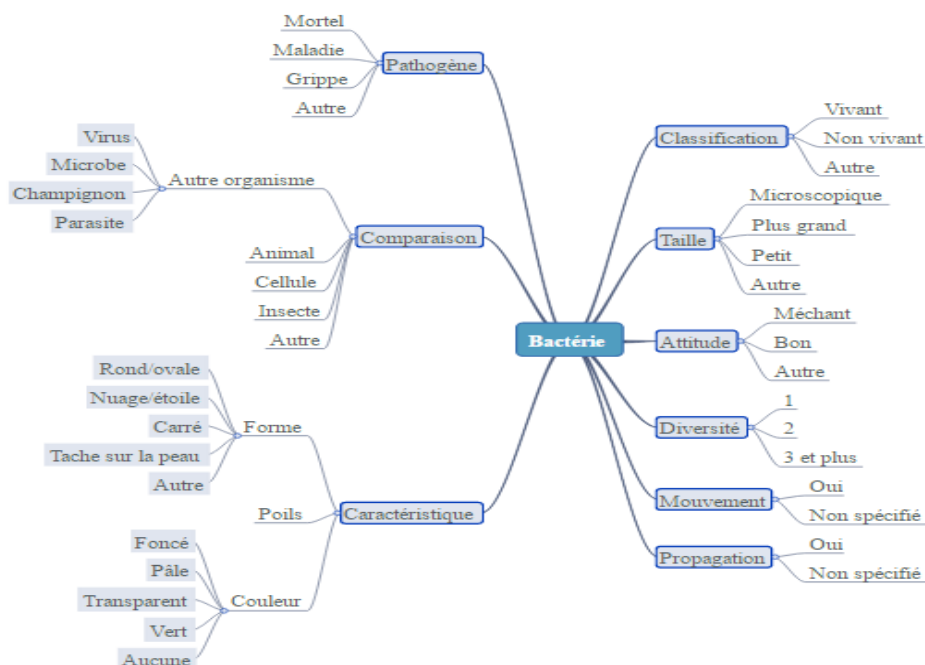 Mortel
Maladie
Grippe
Autre
Pathogène
Virus
Microbe
Champignon
Parasite
Autre organisme
Animal
Cellule
Insecte
Autre
Comparaison
Rond/ovale
Nuage/étoile
Carré
Tache sur la peau
Autre
Forme
Poils
Foncé
Pâle
Transparent
Vert
Aucune
Couleur
Caractéristique
Bactérie
Classification
Vivant
Non vivant
Autre
Taille
Microscopique
Plus grand
Petit
Autre
Attitude
Méchant
Bon
Autre
Diversité
1
2
3 et plus
Mouvement
Oui
Non spécifié
Propagation
Oui
Non spécifié